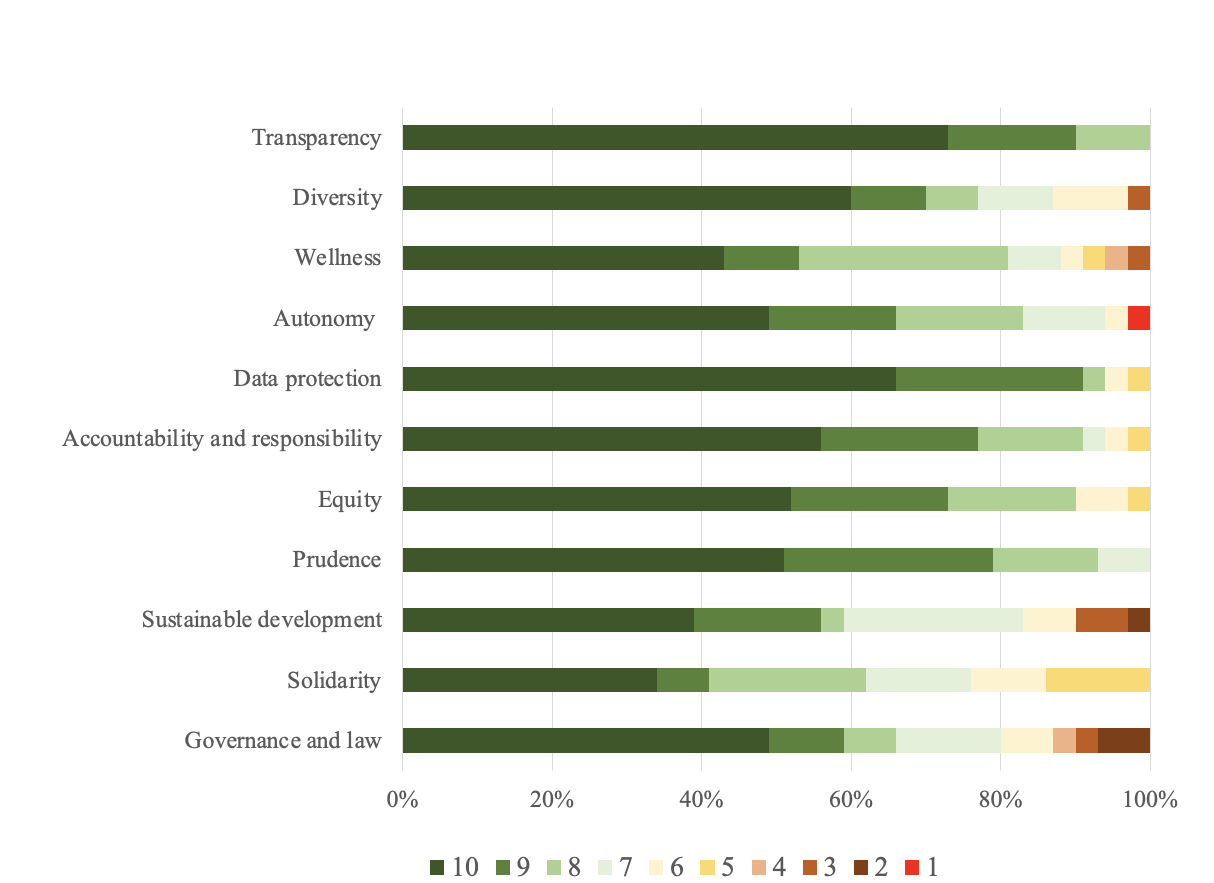 Transparency
Diversity
Wellness
Autonomy
Data protection
Accountability and responsibility
Equity
Prudence
Sustainable development
Solidarity
Governance and law
0% 20% 40% 60% 80% 100%
10 9 8 7 6 5 4 3 2 1